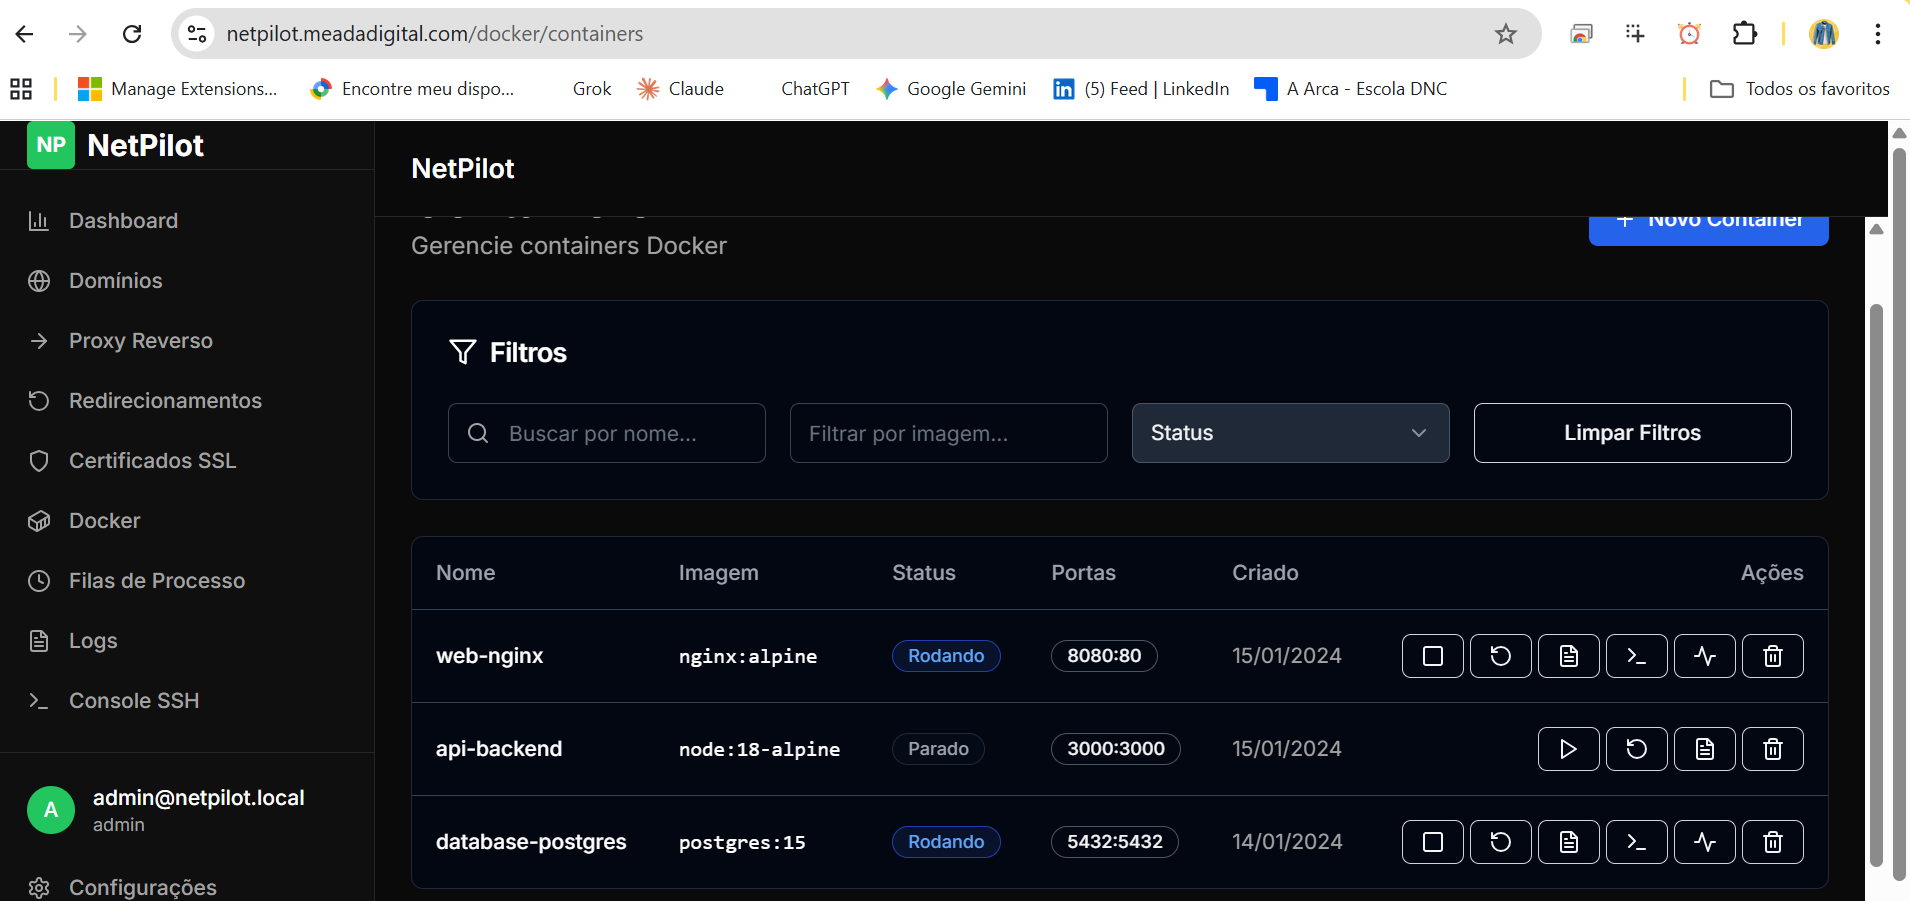 netpilot.meadadigital.com/docker/containers
Manage Extensions...
Encontre meu dispo...
Grok
Claude
ChatGPT
Google Gemini
(5) Feed | LinkedIn
A Arca - Escola DNC
Todos os favoritos
NP NetPilot
Dashboard
Domínios
Proxy Reverso
Redirecionamentos
Certificados SSL
Docker
Filas de Processo
Logs
Console SSH
A
admin@netpilot.local
admin
Configurações
NetPilot
+ Novo Container
Gerencie containers Docker
Filtros
Buscar por nome...
Filtrar por imagem...
Status
Limpar Filtros
Nome Imagem Status Portas Criado Ações
web-nginx nginx:alpine Rodando 8080:80 15/01/2024
api-backend node:18-alpine Parado 3000:3000 15/01/2024
database-postgres postgres:15 Rodando 5432:5432 14/01/2024